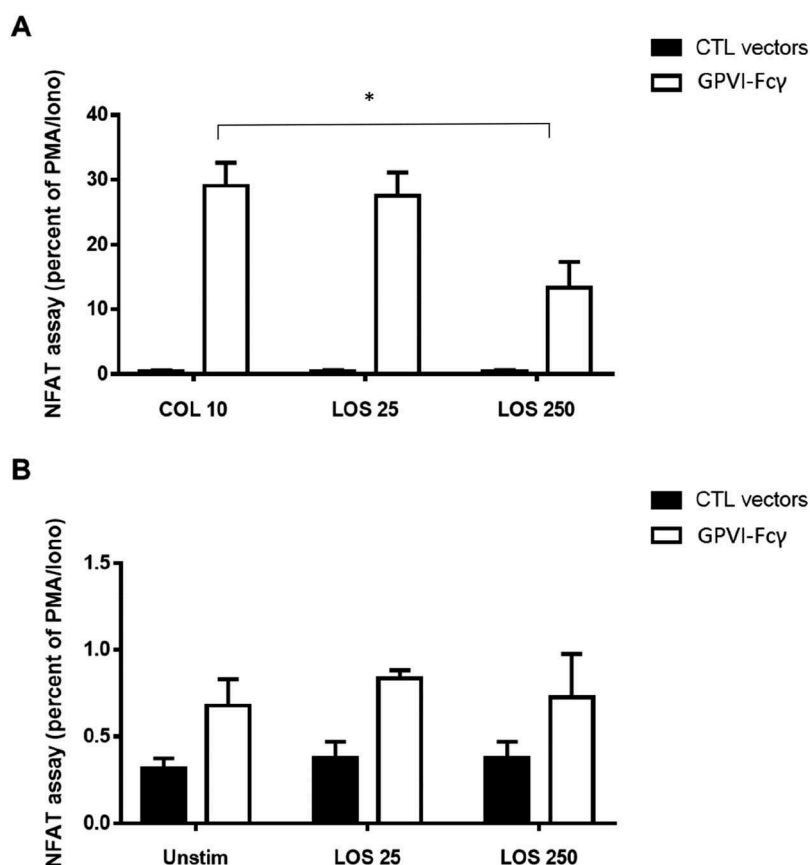 A
CTL vectors
GPVI-Fcγ
NFAT assay (percent of PMA/Iono)
*
40
30
20
10
0
COL 10 LOS 25 LOS 250
B
CTL vectors
GPVI-Fcγ
NFAT assay (percent of PMA/Iono)
1.5
1.0
0.5
0.0
Unstim LOS 25 LOS 250